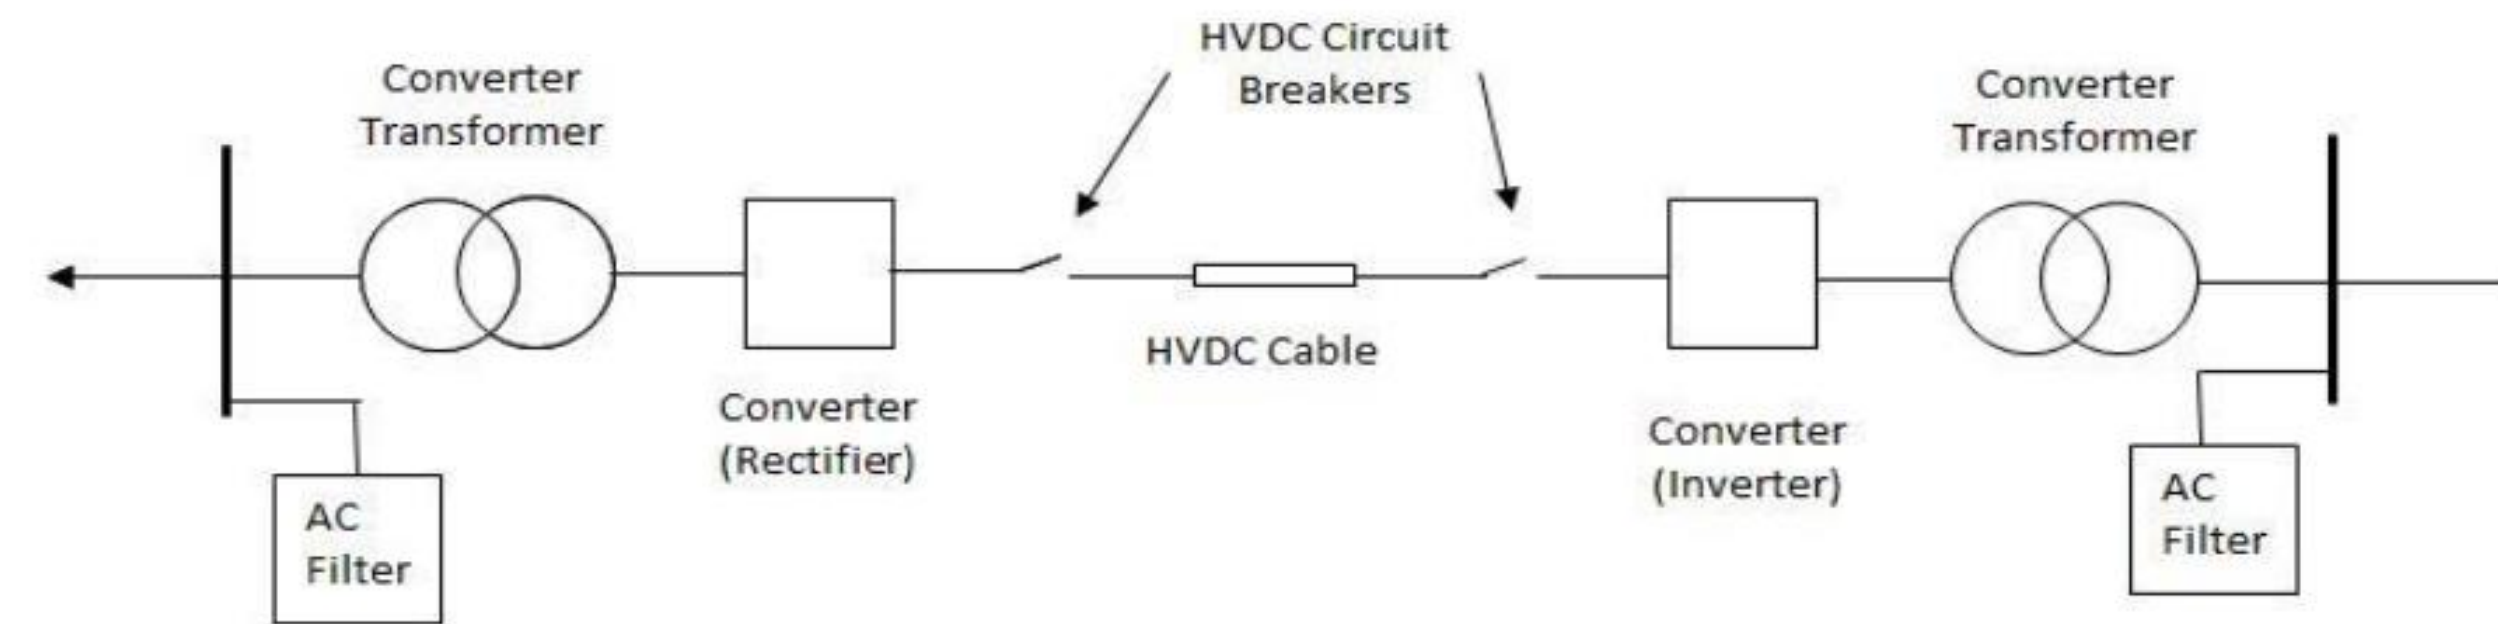 HVDC Circuit
Breakers
Converter
Transformer
Converter
Transformer
HVDC Cable
Converter
(Rectifier)
Converter
(Inverter)
AC
Filter
AC
Filter